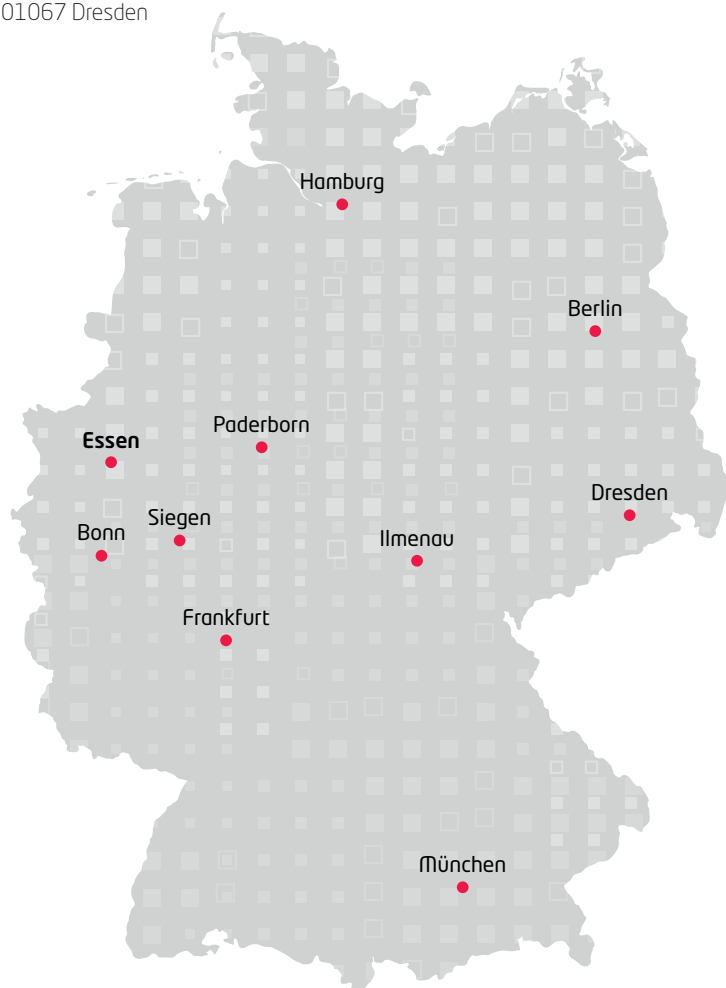 01067 Dresden
Hamburg
Berlin
Paderborn
Essen
Dresden
Siegen
Bonn
Ilmenau
Frankfurt
München